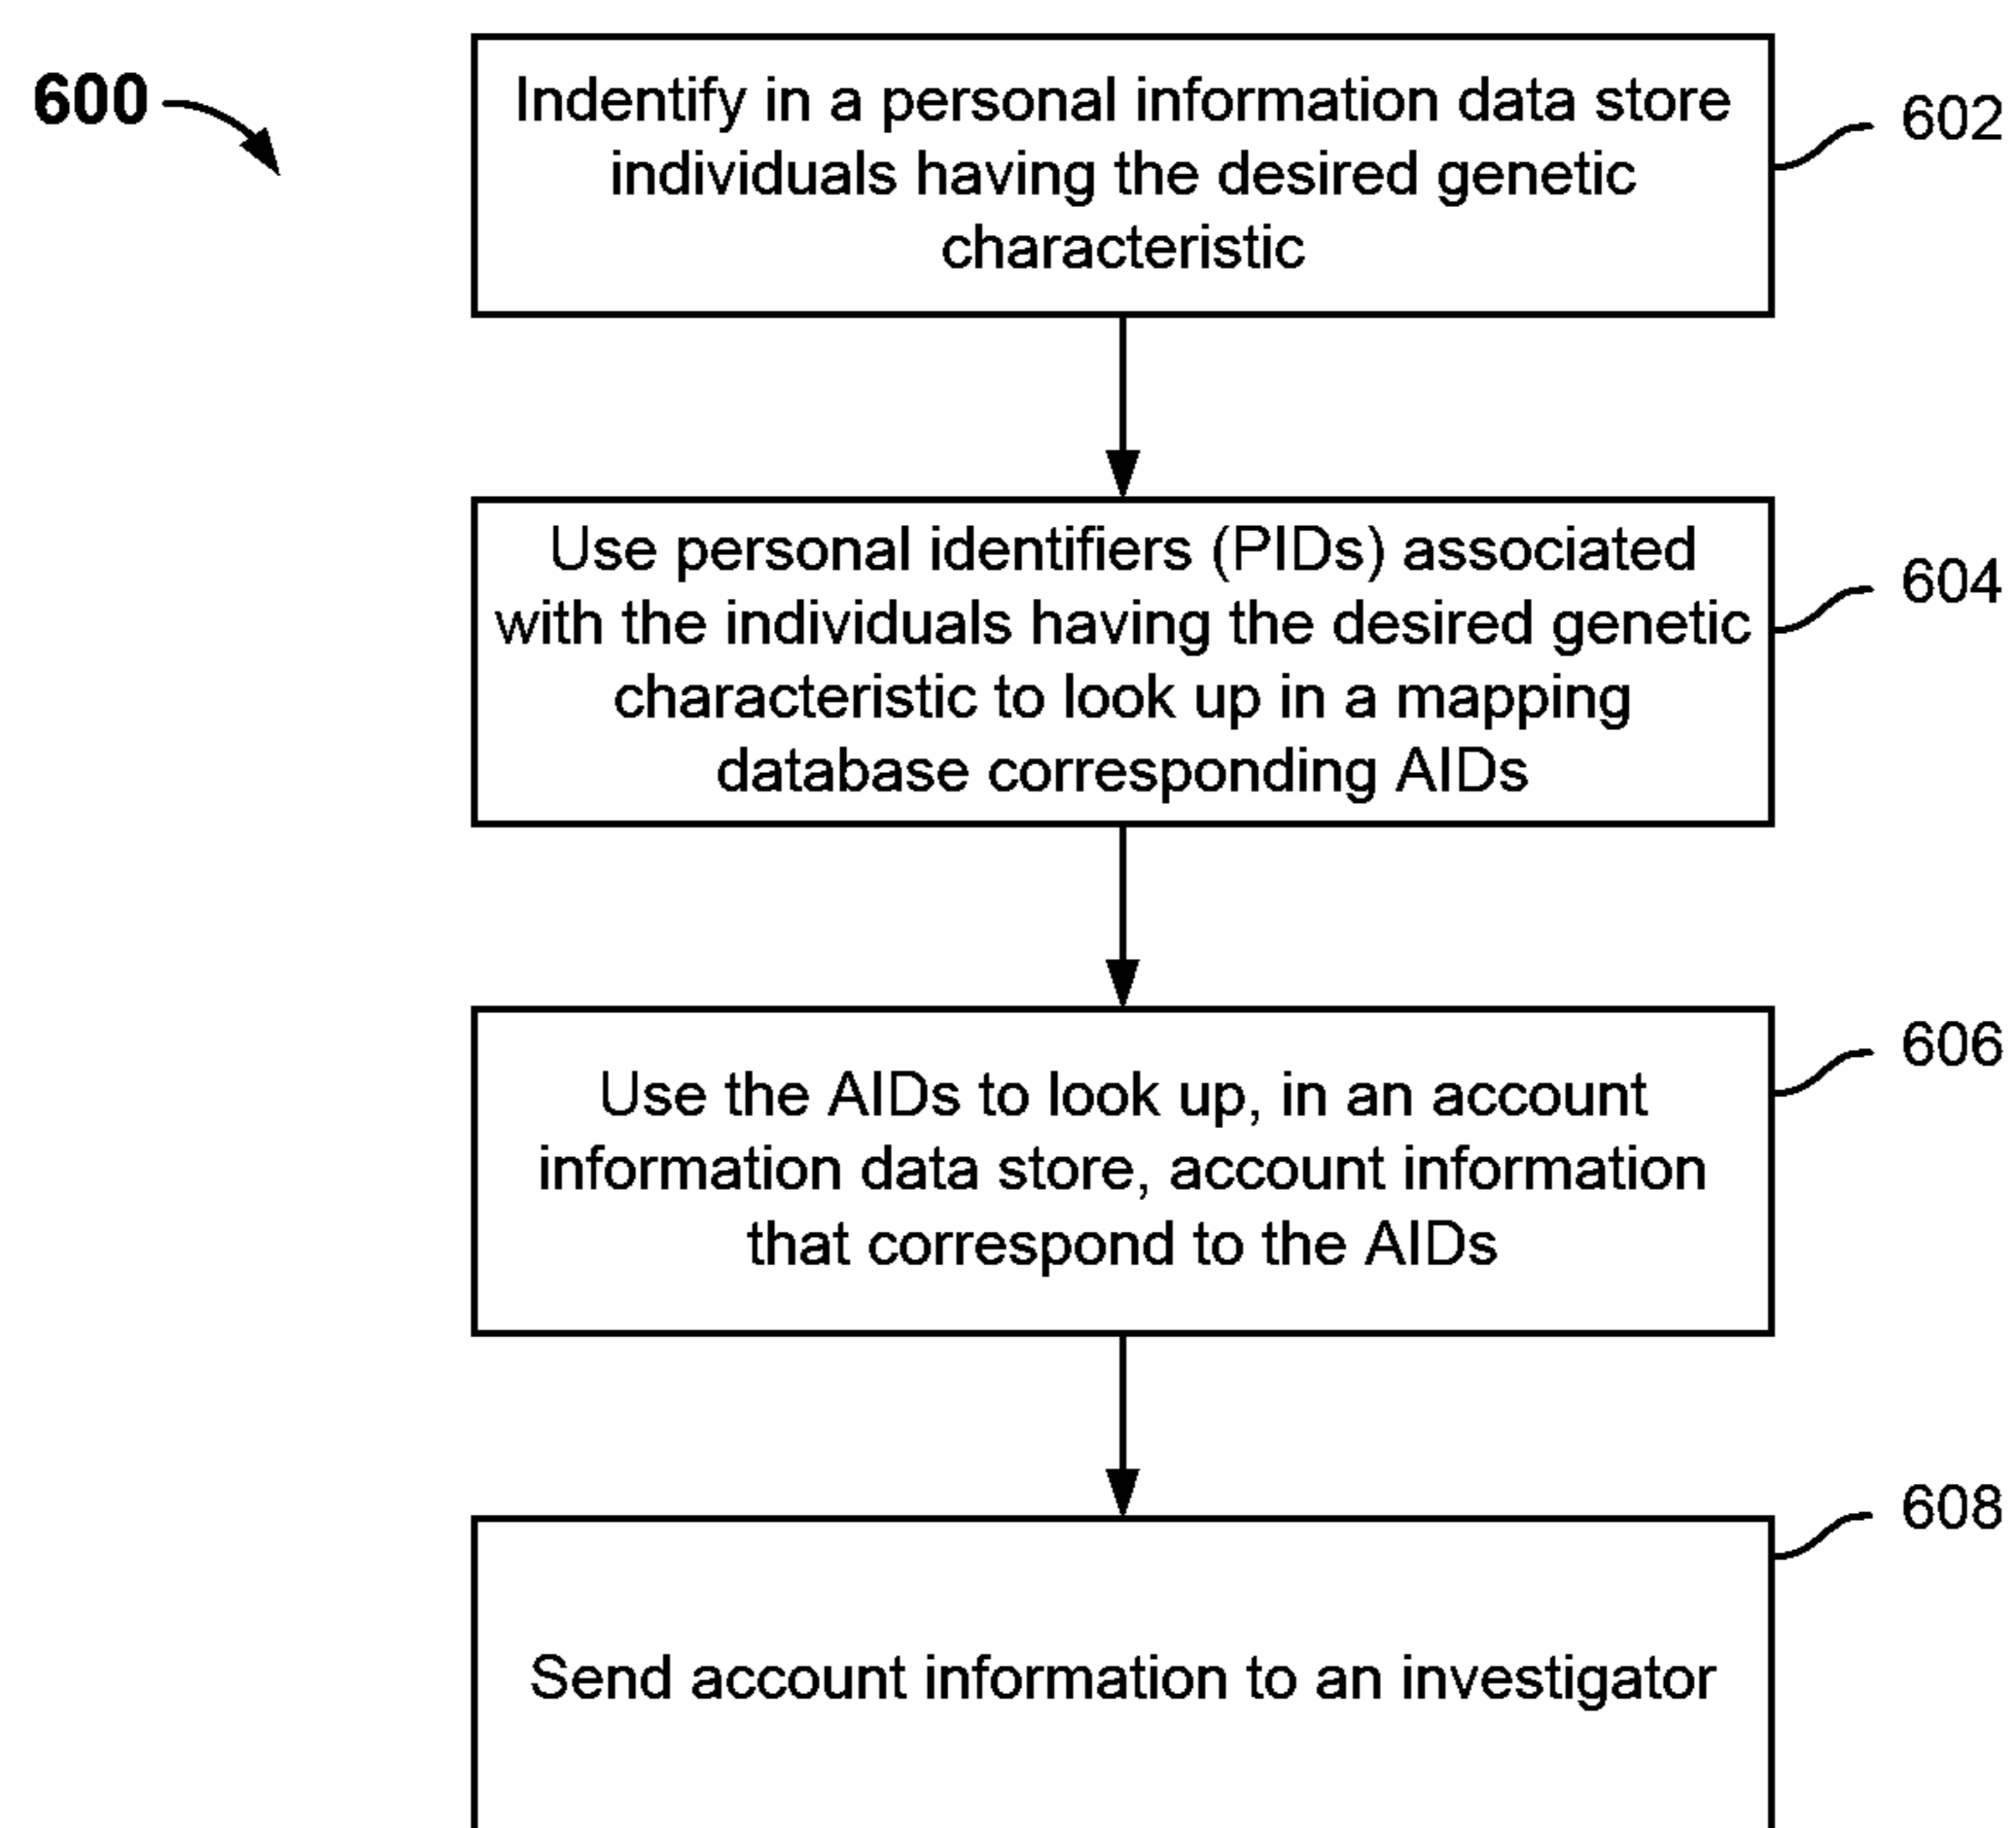 600
Indentify in a personal information data store
individuals having the desired genetic
characteristic
602
Use personal identifiers (PIDs) associated
with the individuals having the desired genetic
characteristic to look up in a mapping
database corresponding AIDs
604
Use the AIDs to look up, in an account
information data store, account information
that correspond to the AIDs
606
Send account information to an investigator
608